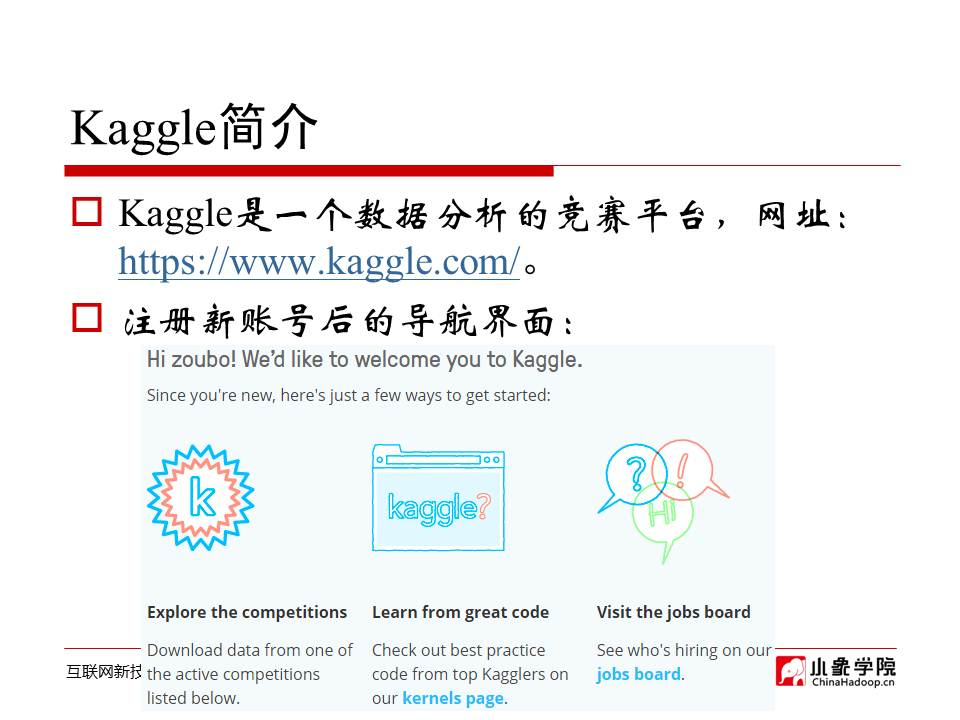 Kaggle简介
Kaggle是一个数据分析的竞赛平台，网址：
https://www.kaggle.com/。
注册新账号后的导航界面：
Hi zoubo! We’d like to welcome you to Kaggle.
Since you're new, here's just a few ways to get started:
k
kaggle?
? ! HI
Explore the competitions
Download data from one of
the active competitions
listed below.
Learn from great code
Check out best practice
code from top Kagglers on
our kernels page.
Visit the jobs board
See who's hiring on our
jobs board.
互联网新技
小象学院
ChinaHadoop.cn